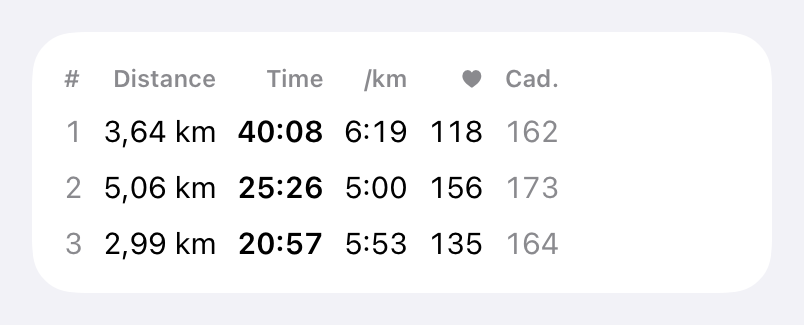 # Distance Time /km ♥ Cad.
1 3,64 km 40:08 6:19 118 162
2 5,06 km 25:26 5:00 156 173
3 2,99 km 20:57 5:53 135 164